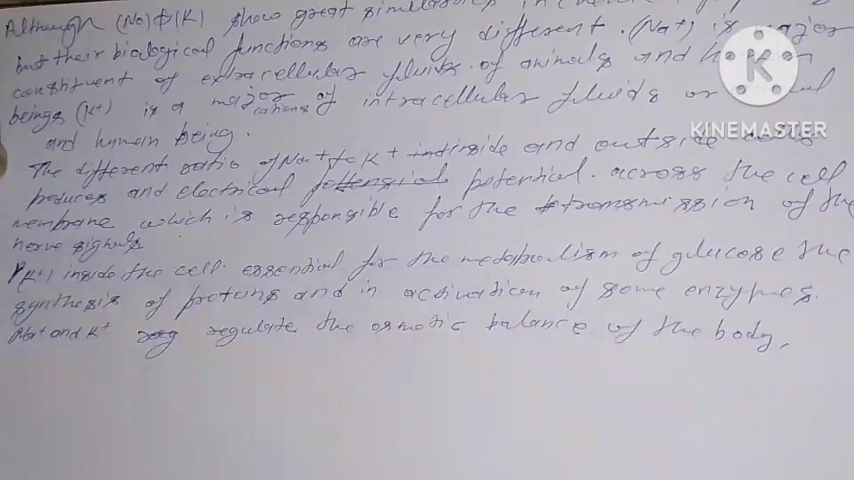 Although (Na) & (K) show great similarities in
but their biological functions are very different. (Na+) is major
constituent of extracellular fluids of animals and human
beings (K+) is a major cations of intracellular fluids
and human being.
The different ratio of Na+ to K+ inside and outside cells
produces and electrical potential across the cell
membrane which is responsible for the transmission of the
nerve signals
(K+) inside the cell essential for the metabolism of glucose the
synthesis of proteins and in activation of some enzymes.
Na+ and K+ regulate the osmotic balance of the body,
K
KINEMASTER